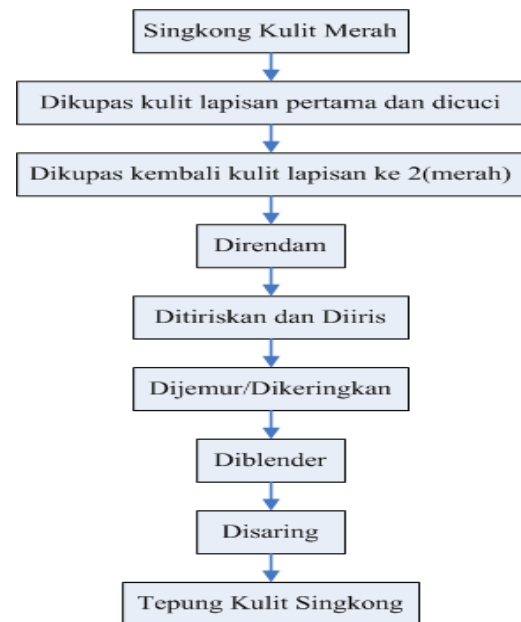 Singkong Kulit Merah
Dikupas kulit lapisan pertama dan dicuci
Dikupas kembali kulit lapisan ke 2(merah)
Direndam
Ditiriskan dan Diiris
Dijemur/Dikeringkan
Diblender
Disaring
Tepung Kulit Singkong